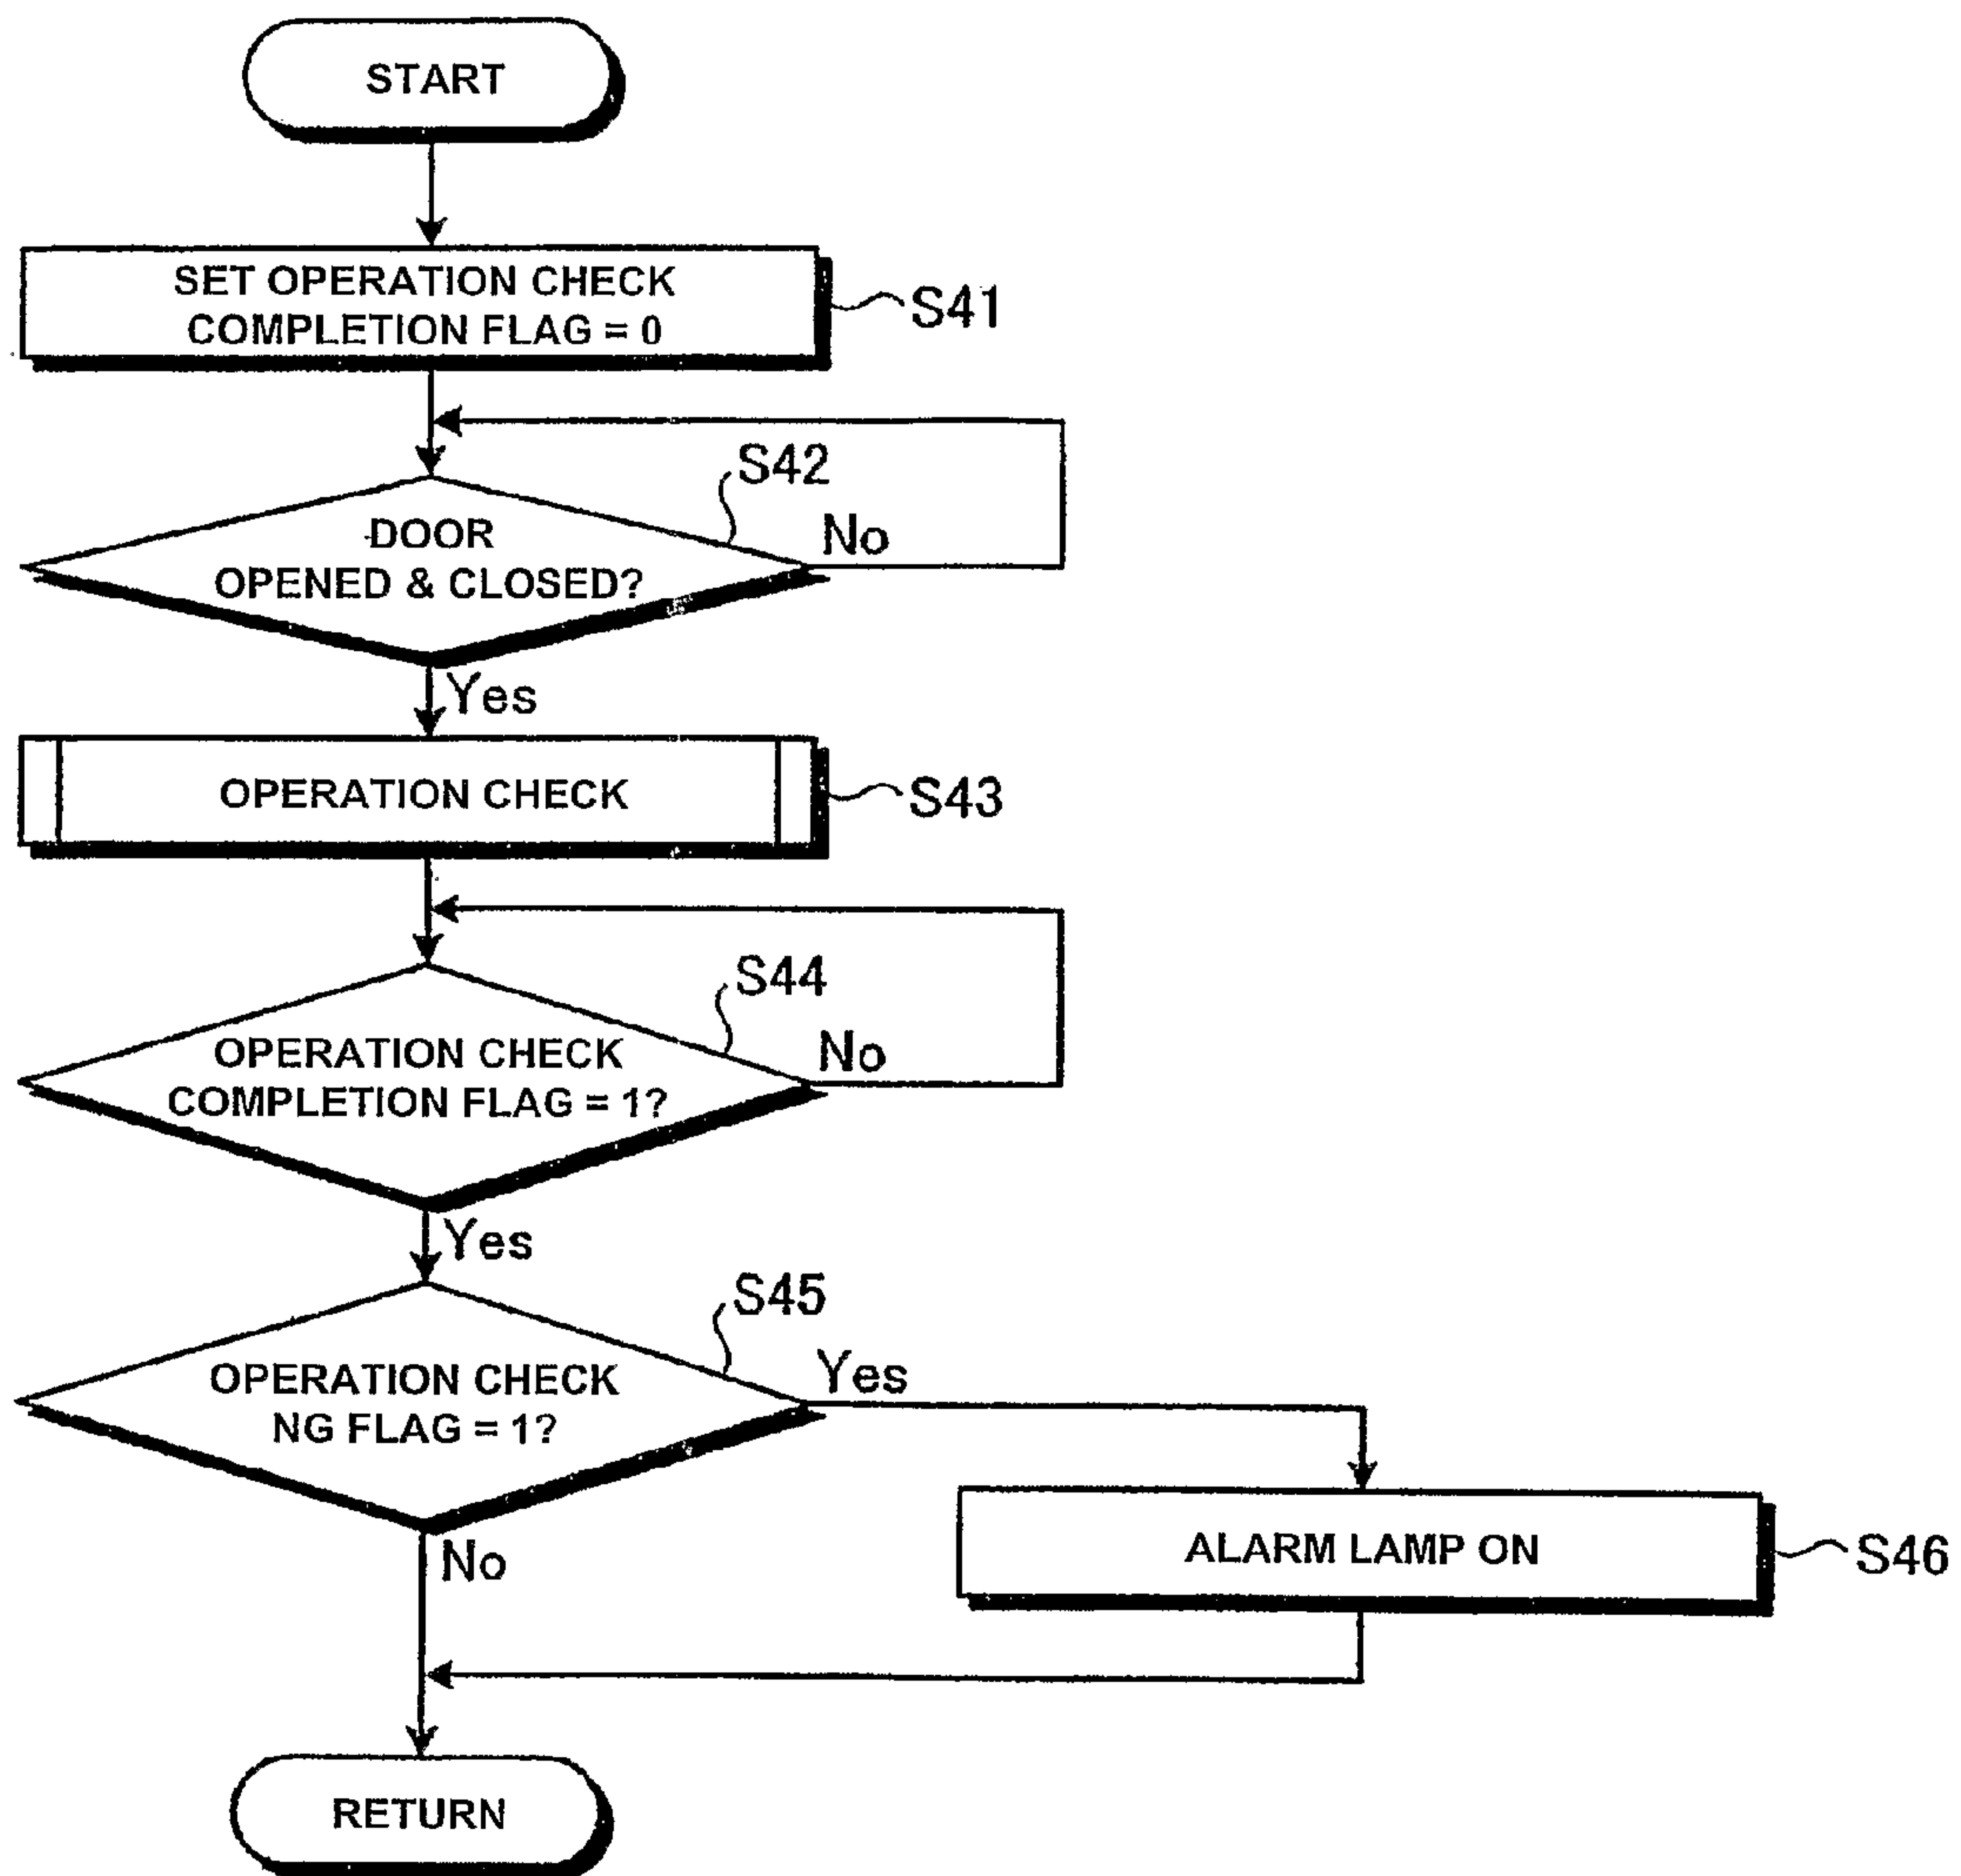 START
SET OPERATION CHECK
COMPLETION FLAG = 0
S41
S42
DOOR
OPENED & CLOSED?
No
Yes
OPERATION CHECK
S43
S44
OPERATION CHECK
COMPLETION FLAG = 1?
No
Yes
S45
OPERATION CHECK
NG FLAG = 1?
Yes
No
ALARM LAMP ON
S46
RETURN